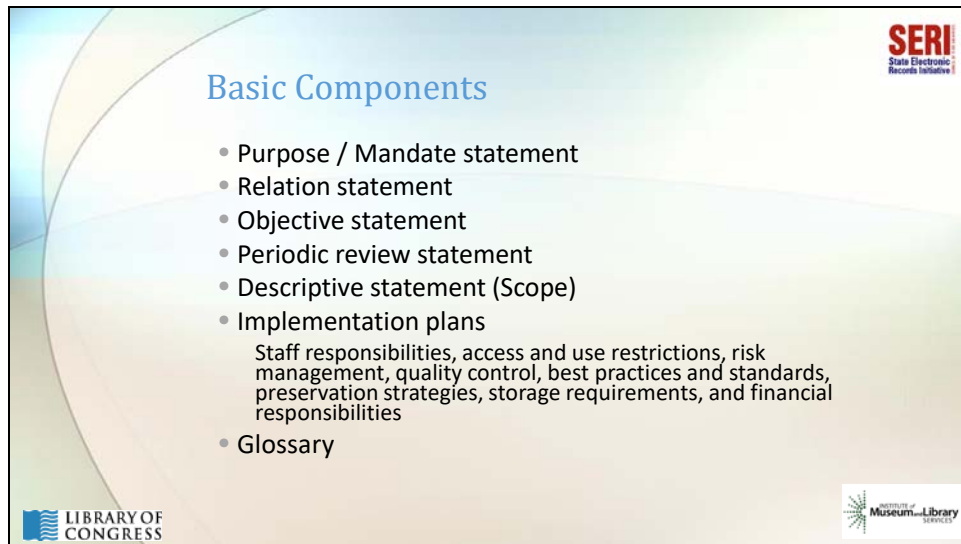 SERI
State Electronic
Records Initiative
Basic Components
• Purpose / Mandate statement
• Relation statement
• Objective statement
• Periodic review statement
• Descriptive statement (Scope)
• Implementation plans
Staff responsibilities, access and use restrictions, risk
management, quality control, best practices and standards,
preservation strategies, storage requirements, and financial
responsibilities
• Glossary
LIBRARY OF
CONGRESS
INSTITUTE of
Museum and Library
SERVICES